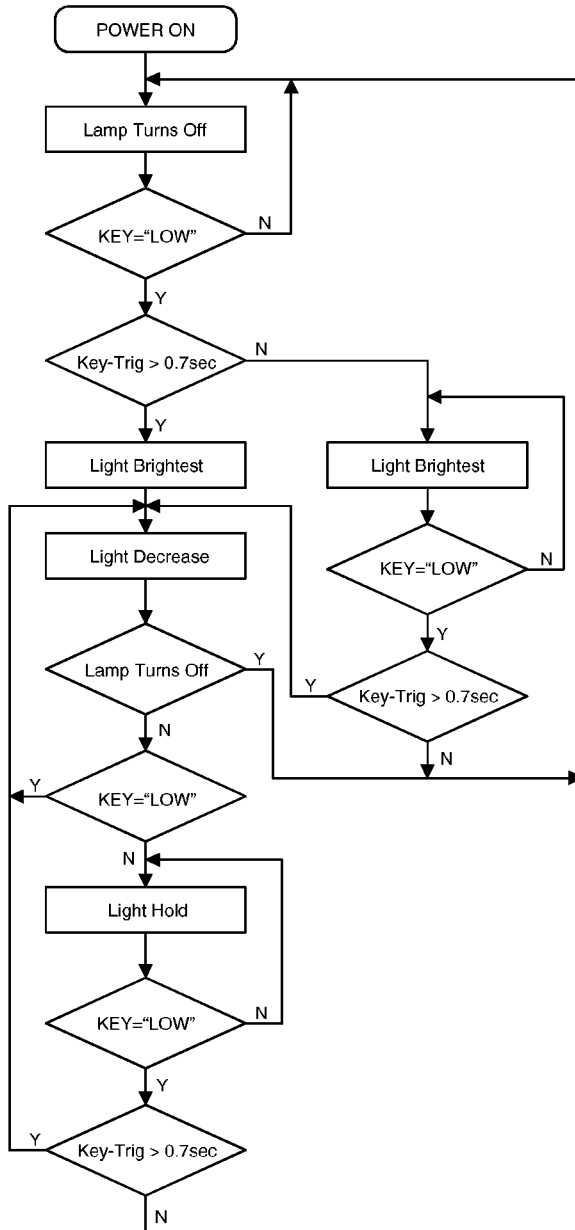 POWER ON
Lamp Turns Off
KEY=“LOW”
N
Y
Key-Trig > 0.7sec
N
Y
Light Brightest
Light Brightest
Light Decrease
KEY=“LOW”
N
Y
Lamp Turns Off
Y
N
Key-Trig > 0.7sec
Y
N
KEY=“LOW”
Y
N
Light Hold
KEY=“LOW”
N
Y
Key-Trig > 0.7sec
Y
N